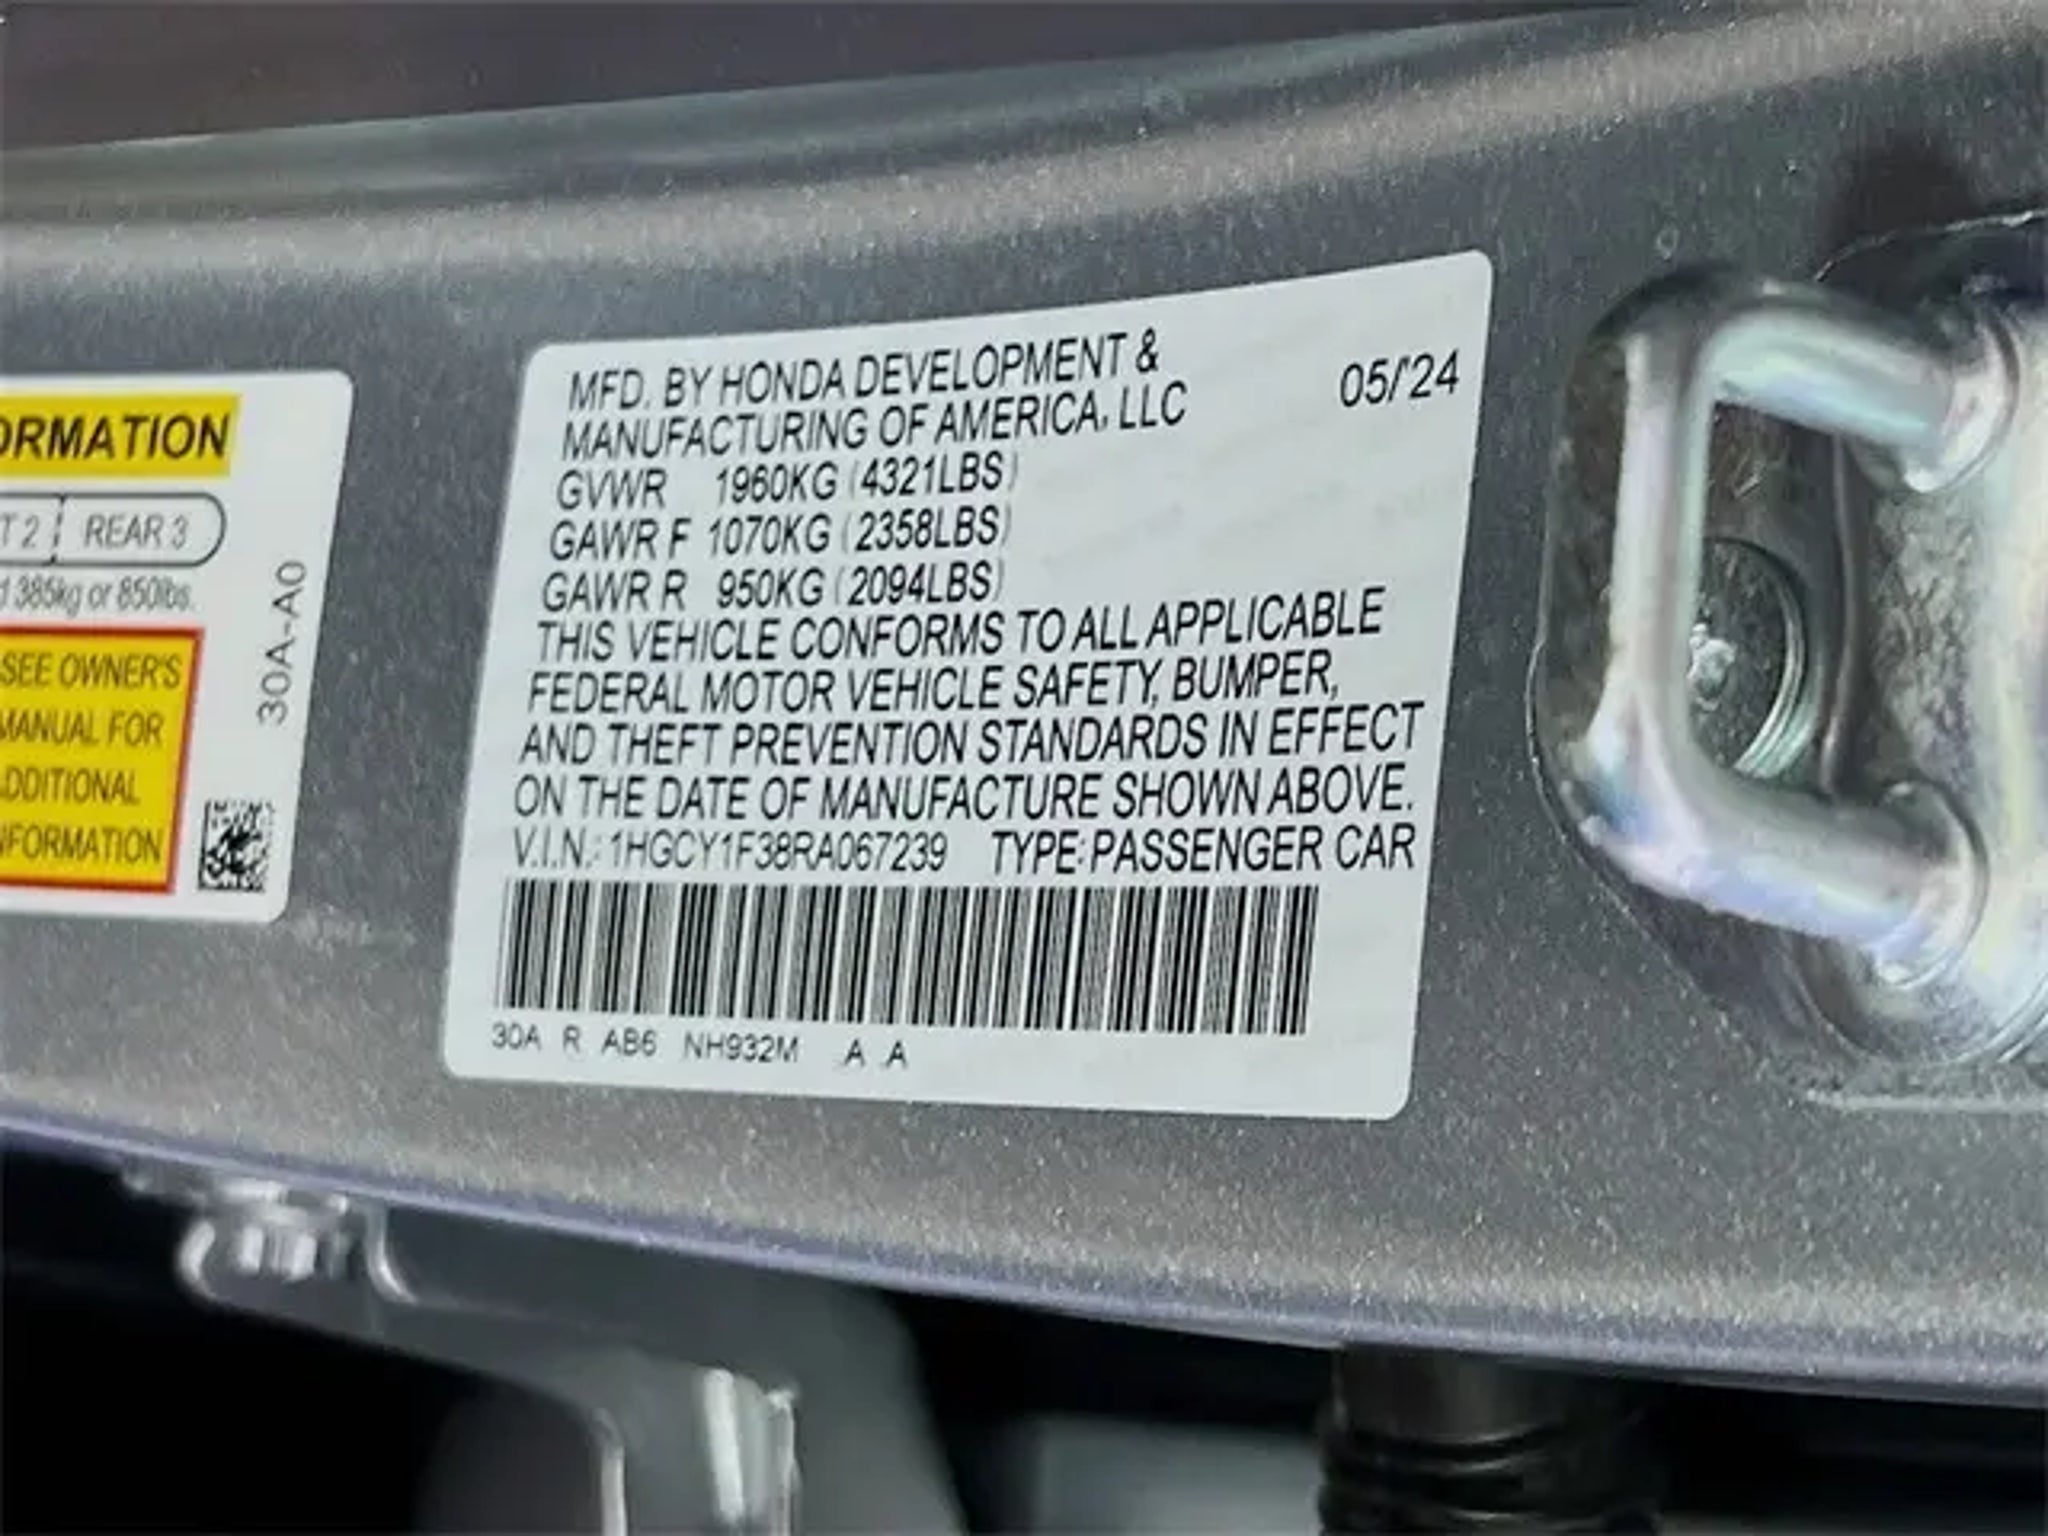 ORMATION
T 2 REAR 3
385kg or 850lbs.
SEE OWNER'S
MANUAL FOR
ADDITIONAL
INFORMATION
30A-A0
MFD. BY HONDA DEVELOPMENT &
MANUFACTURING OF AMERICA, LLC
05/'24
GVWR 1960KG (4321LBS)
GAWR F 1070KG (2358LBS)
GAWR R 950KG (2094LBS)
THIS VEHICLE CONFORMS TO ALL APPLICABLE
FEDERAL MOTOR VEHICLE SAFETY, BUMPER,
AND THEFT PREVENTION STANDARDS IN EFFECT
ON THE DATE OF MANUFACTURE SHOWN ABOVE.
V.I.N.: 1HGCY1F38RA067239 TYPE: PASSENGER CAR
30A R AB6 NH932M A A